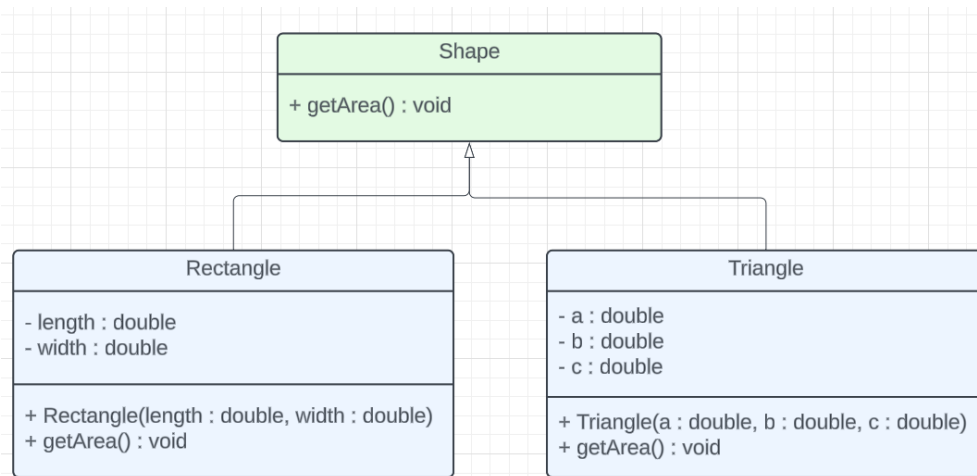 Shape
+ getArea() : void
Rectangle
- length : double
- width : double
+ Rectangle(length : double, width : double)
+ getArea() : void
Triangle
- a : double
- b : double
- c : double
+ Triangle(a : double, b : double, c : double)
+ getArea() : void